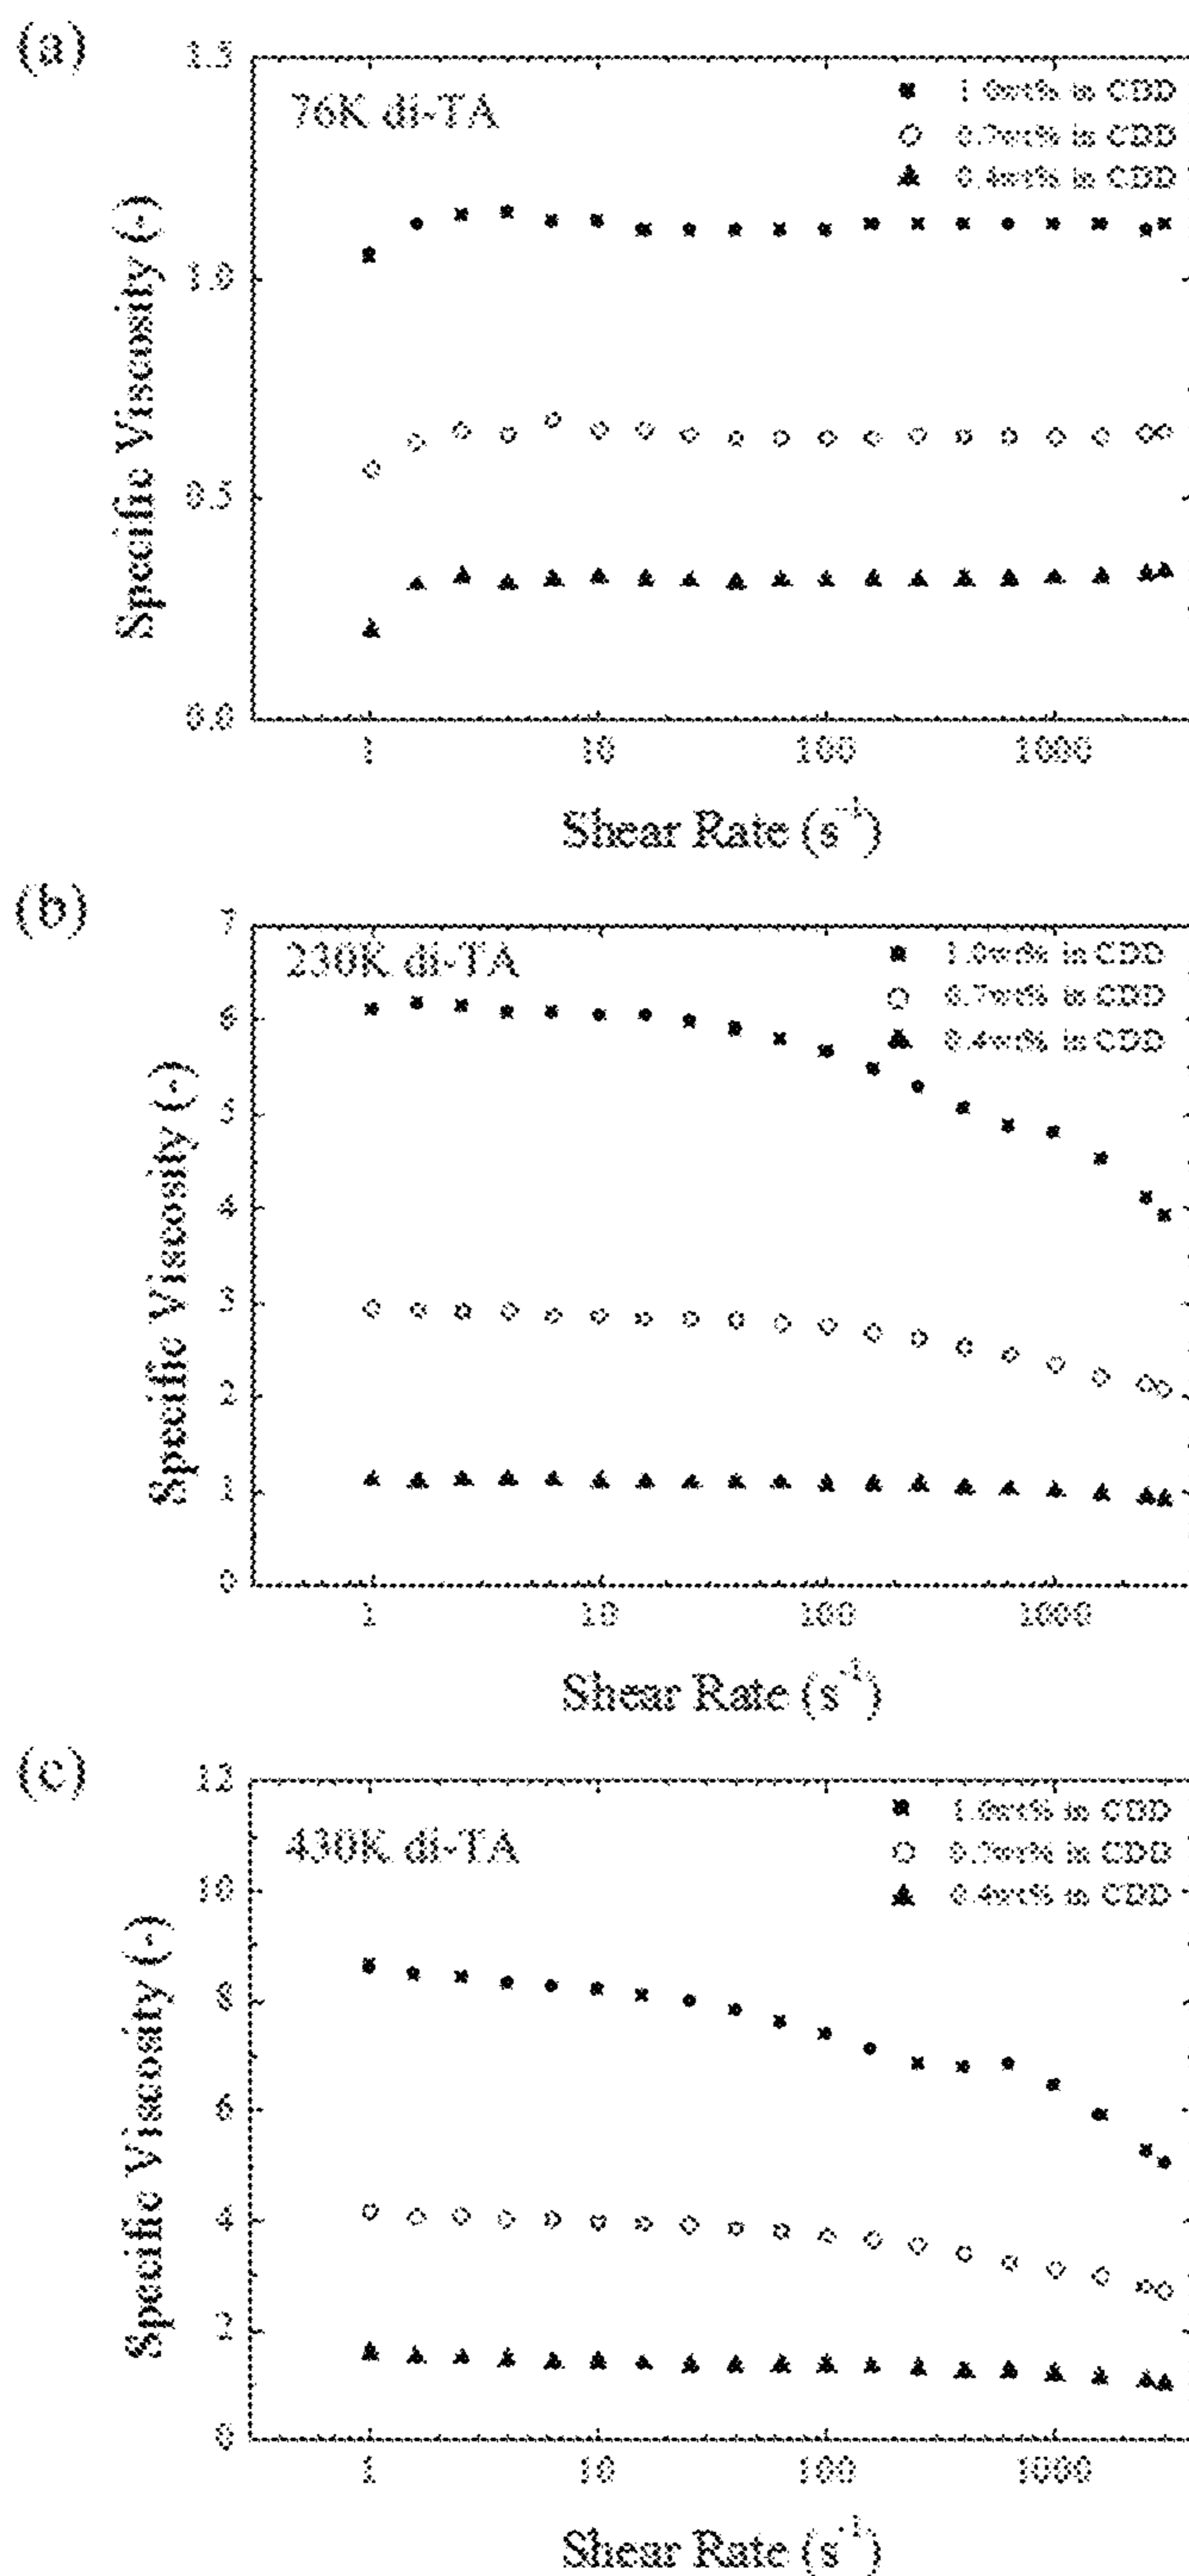 (a)
1.5
76K di-TA
1.0wt% in CDD
0.7wt% in CDD
0.4wt% in CDD
1.0
0.5
0.0
Specific Viscosity (-)
1 10 100 1000
Shear Rate (s⁻¹)
(b)
7
230K di-TA
1.0wt% in CDD
0.7wt% in CDD
0.4wt% in CDD
6
5
4
3
2
1
0
Specific Viscosity (-)
1 10 100 1000
Shear Rate (s⁻¹)
(c)
12
430K di-TA
1.0wt% in CDD
0.7wt% in CDD
0.4wt% in CDD
10
8
6
4
2
0
Specific Viscosity (-)
1 10 100 1000
Shear Rate (s⁻¹)